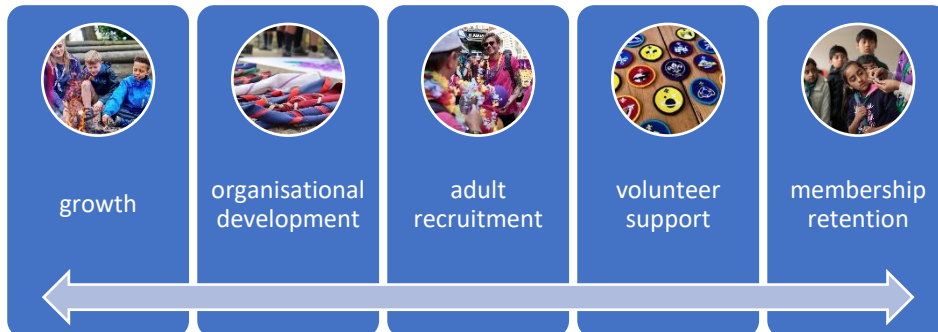 growth
organisational
development
adult
recruitment
volunteer
support
membership
retention